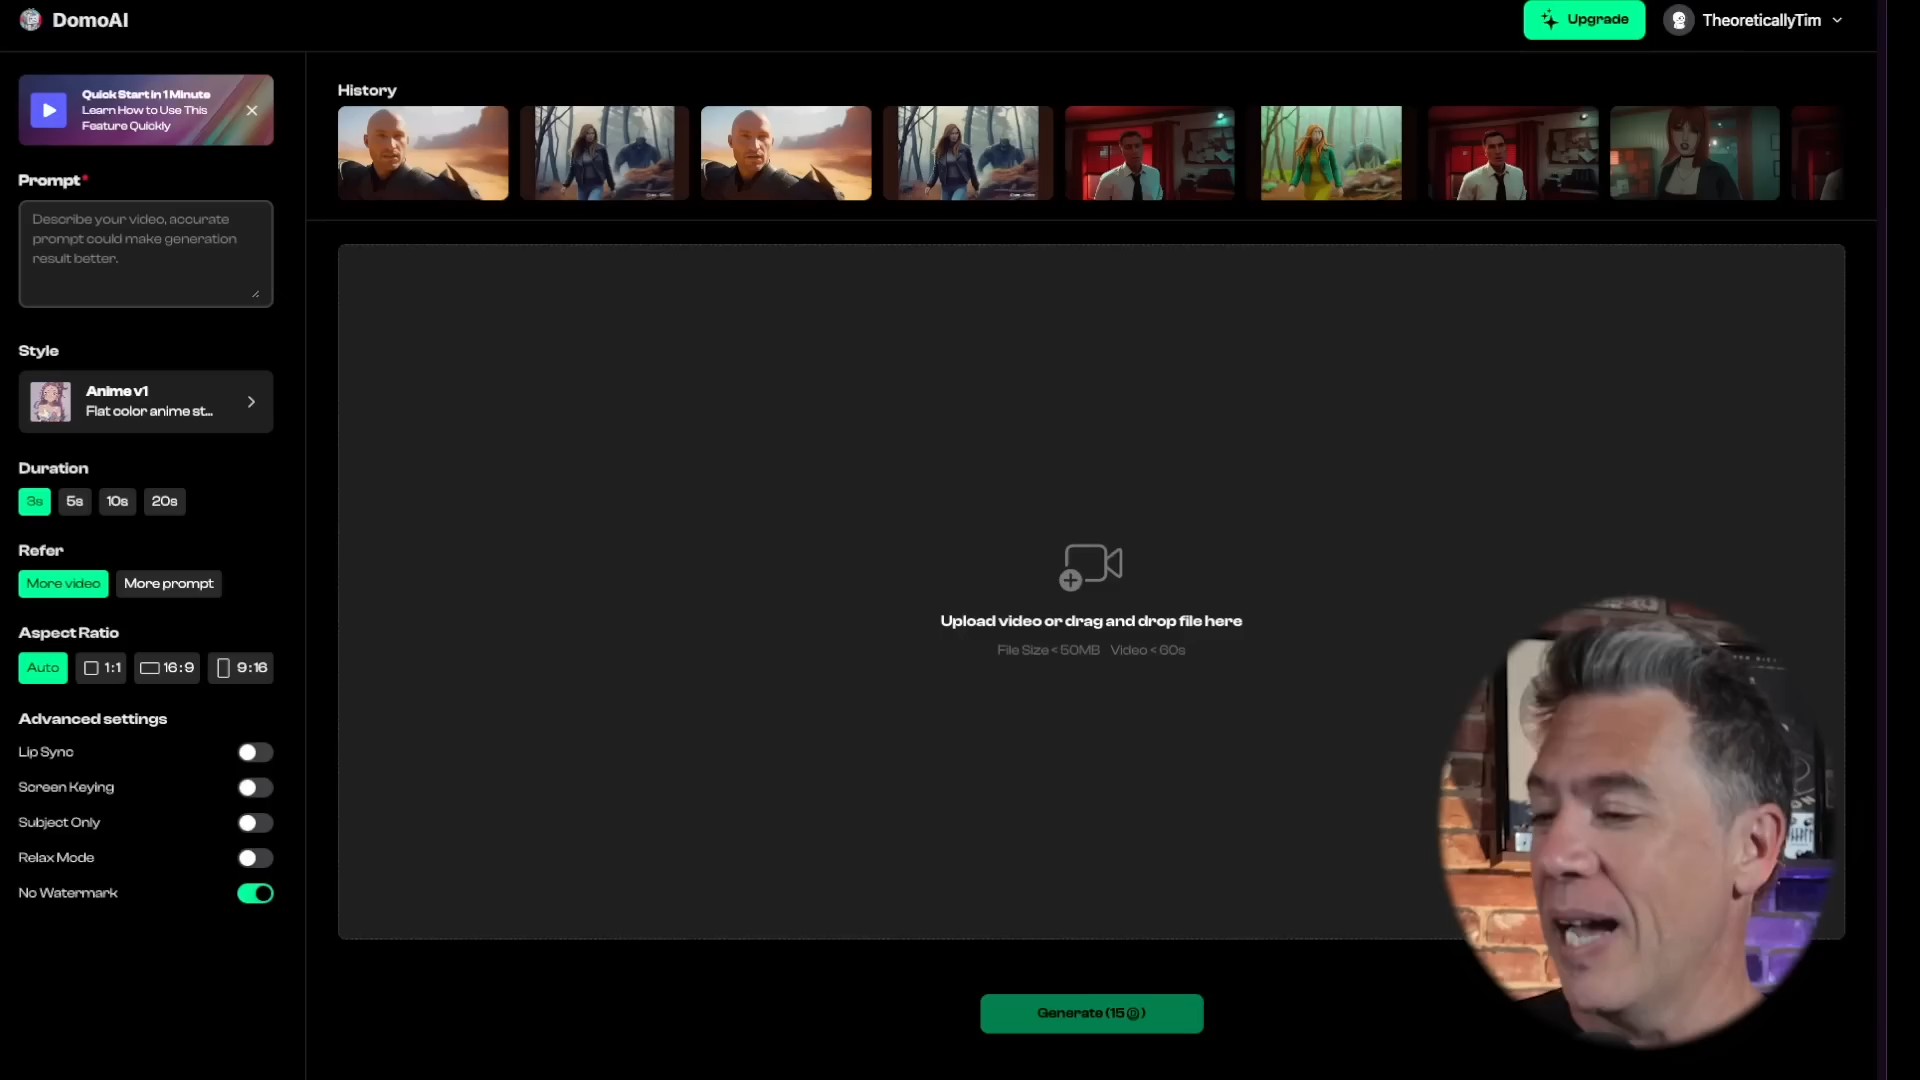 DomoAI
Upgrade
TheoreticallyTim
Quick Start in 1 Minute
Learn How to Use This
Feature Quickly
History
Prompt*
Describe your video, accurate
prompt could make generation
result better.
Style
Anime v1
Flat color anime st...
Duration
3s 5s 10s 20s
Refer
More video More prompt
Upload video or drag and drop file here
File Size < 50MB Video < 60s
Aspect Ratio
Auto 1:1 16:9 9:16
Advanced settings
Lip Sync
Screen Keying
Subject Only
Relax Mode
No Watermark
Generate (15 )